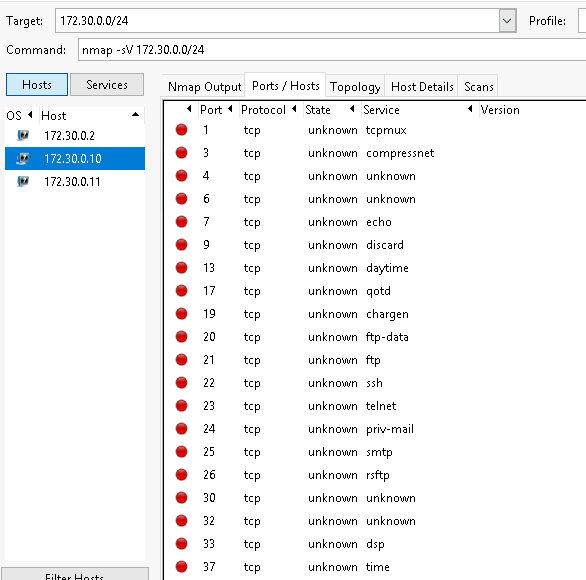 Target: 172.30.0.0/24 Profile:
Command: nmap -sV 172.30.0.0/24
Hosts Services
Nmap Output Ports / Hosts Topology Host Details Scans
OS Host
172.30.0.2
172.30.0.10
172.30.0.11
Port Protocol State Service Version
1 tcp unknown tcpmux
3 tcp unknown compressnet
4 tcp unknown unknown
6 tcp unknown unknown
7 tcp unknown echo
9 tcp unknown discard
13 tcp unknown daytime
17 tcp unknown qotd
19 tcp unknown chargen
20 tcp unknown ftp-data
21 tcp unknown ftp
22 tcp unknown ssh
23 tcp unknown telnet
24 tcp unknown priv-mail
25 tcp unknown smtp
26 tcp unknown rsftp
30 tcp unknown unknown
32 tcp unknown unknown
33 tcp unknown dsp
37 tcp unknown time
Filter Hosts